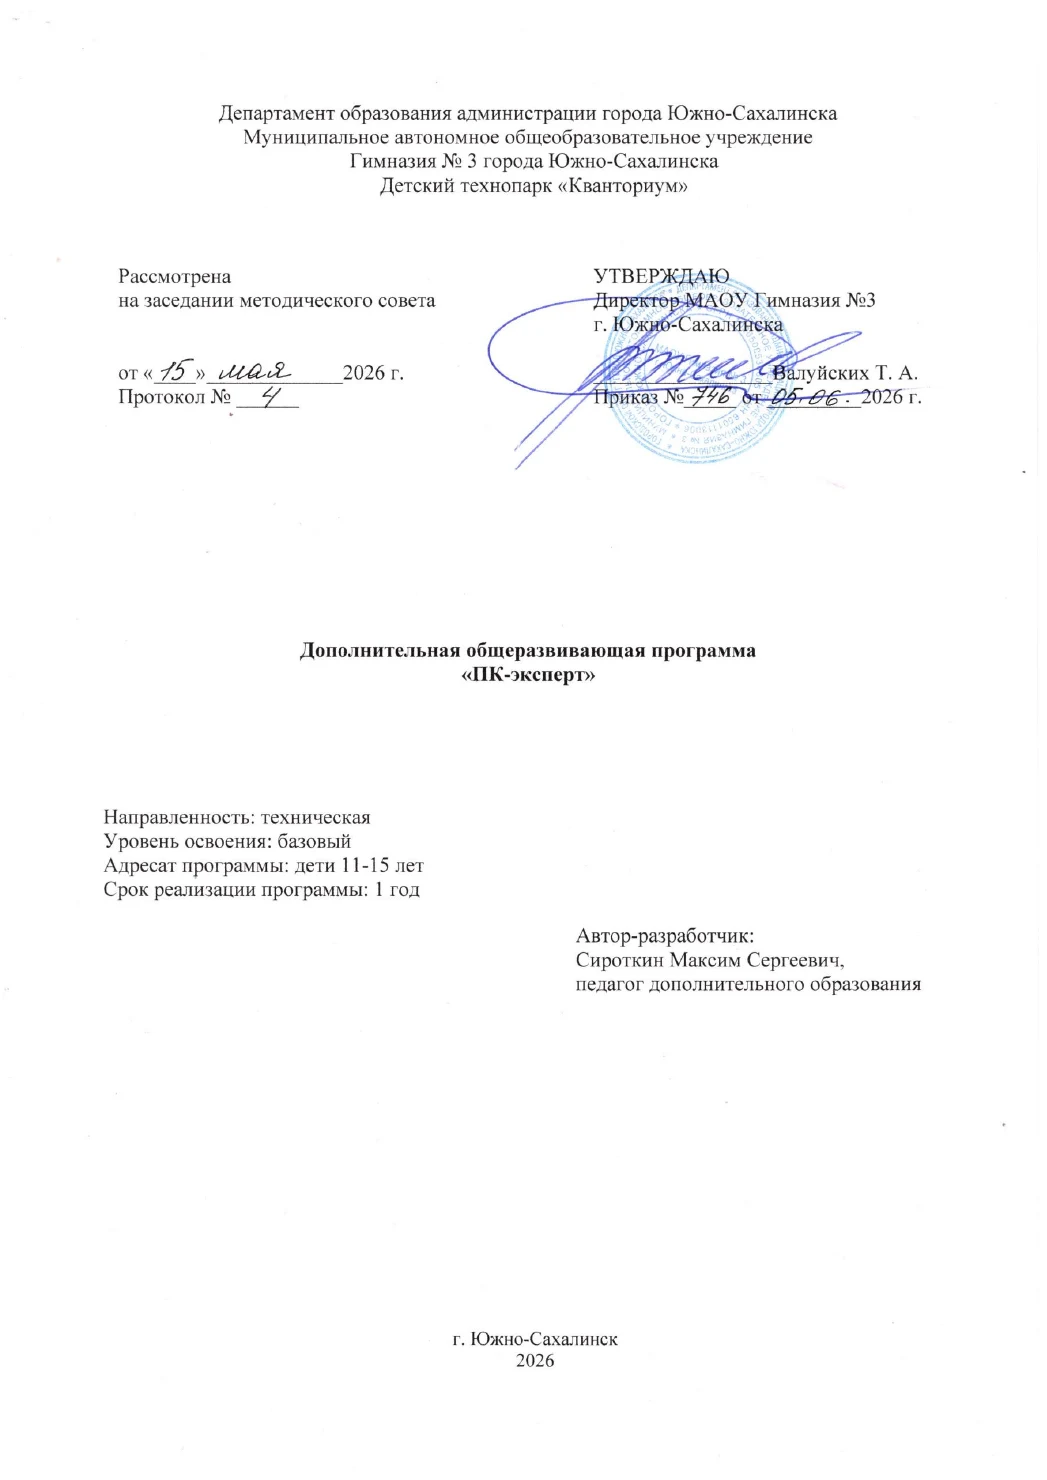 Департамент образования администрации города Южно-Сахалинска
Муниципальное автономное общеобразовательное учреждение
Гимназия № 3 города Южно-Сахалинска
Детский технопарк «Кванториум»
Рассмотрена
на заседании методического совета
от «15» мая 2026 г.
Протокол № 4
УТВЕРЖДАЮ
Директор МАОУ Гимназия №3
г. Южно-Сахалинска
Валуйских Т. А.
Приказ № 746 от 05.06. 2026 г.
Дополнительная общеразвивающая программа
«ПК-эксперт»
Направленность: техническая
Уровень освоения: базовый
Адресат программы: дети 11-15 лет
Срок реализации программы: 1 год
Автор-разработчик:
Сироткин Максим Сергеевич,
педагог дополнительного образования
г. Южно-Сахалинск
2026